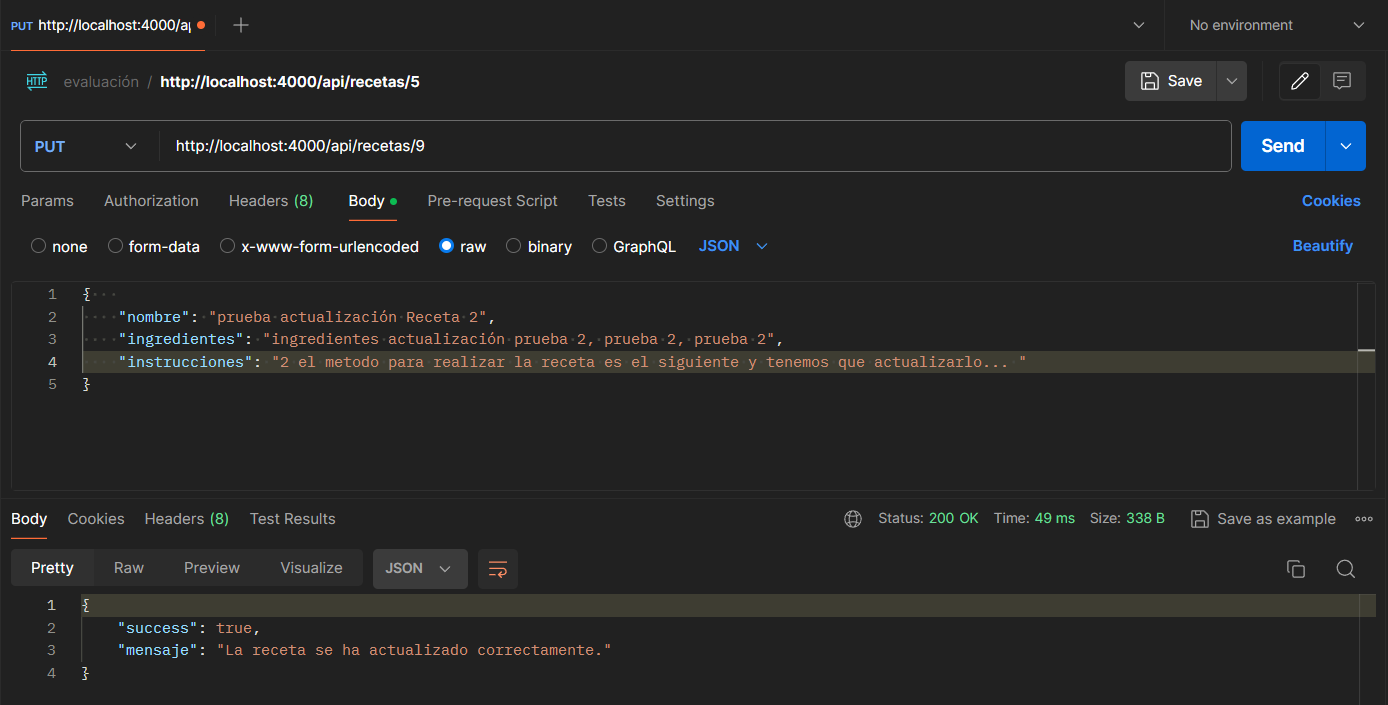 PUT http://localhost:4000/ap No environment
HTTP evaluación / http://localhost:4000/api/recetas/5 Save
PUT http://localhost:4000/api/recetas/9 Send
Params Authorization Headers (8) Body Pre-request Script Tests Settings Cookies
none form-data x-www-form-urlencoded raw binary GraphQL JSON Beautify
1 {
2 "nombre": "prueba actualización Receta 2",
3 "ingredientes": "ingredientes actualización prueba 2, prueba 2, prueba 2",
4 "instrucciones": "2 el metodo para realizar la receta es el siguiente y tenemos que actualizarlo... "
5 }
Body Cookies Headers (8) Test Results Status: 200 OK Time: 49 ms Size: 338 B Save as example
Pretty Raw Preview Visualize JSON
1 {
2 "success": true,
3 "mensaje": "La receta se ha actualizado correctamente."
4 }